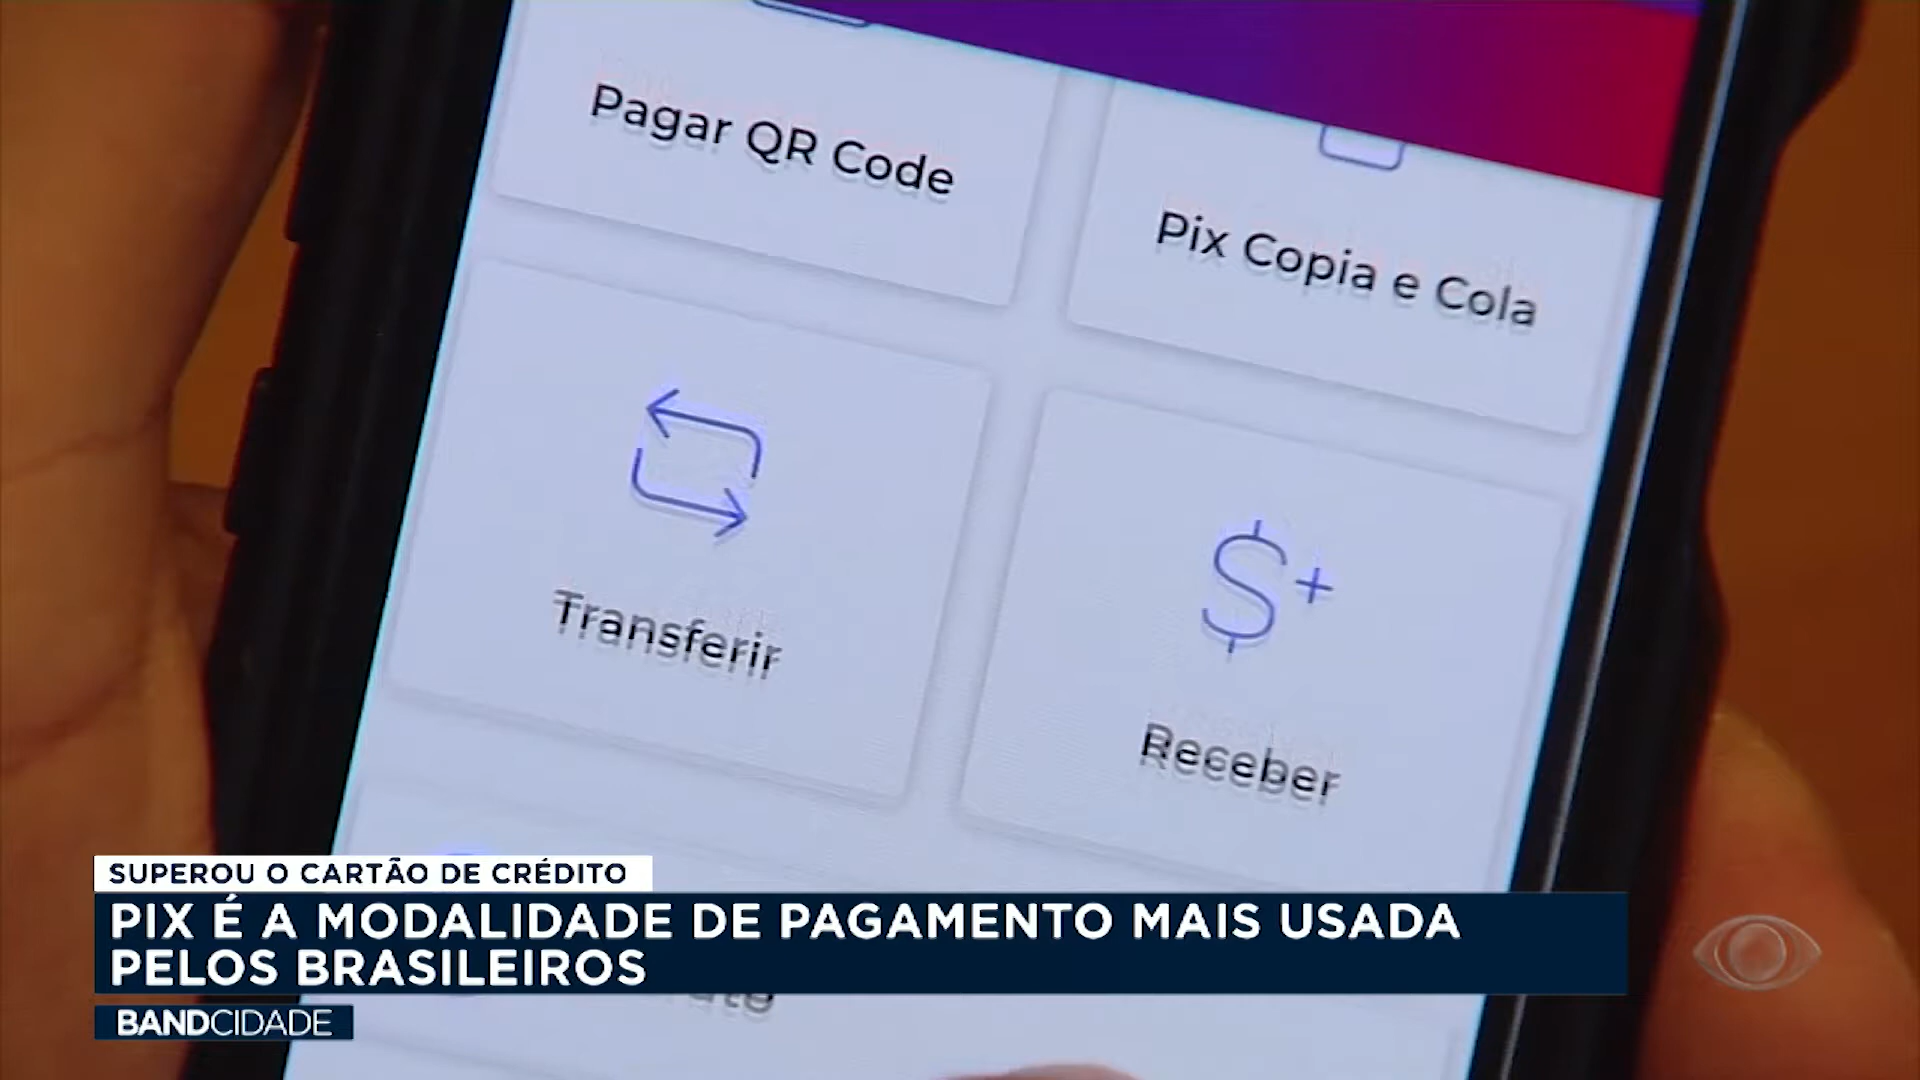 Pagar QR Code
Pix Copia e Cola
Transferir
Receber
SUPEROU O CARTÃO DE CRÉDITO
PIX É A MODALIDADE DE PAGAMENTO MAIS USADA
PELOS BRASILEIROS
BANDCIDADE